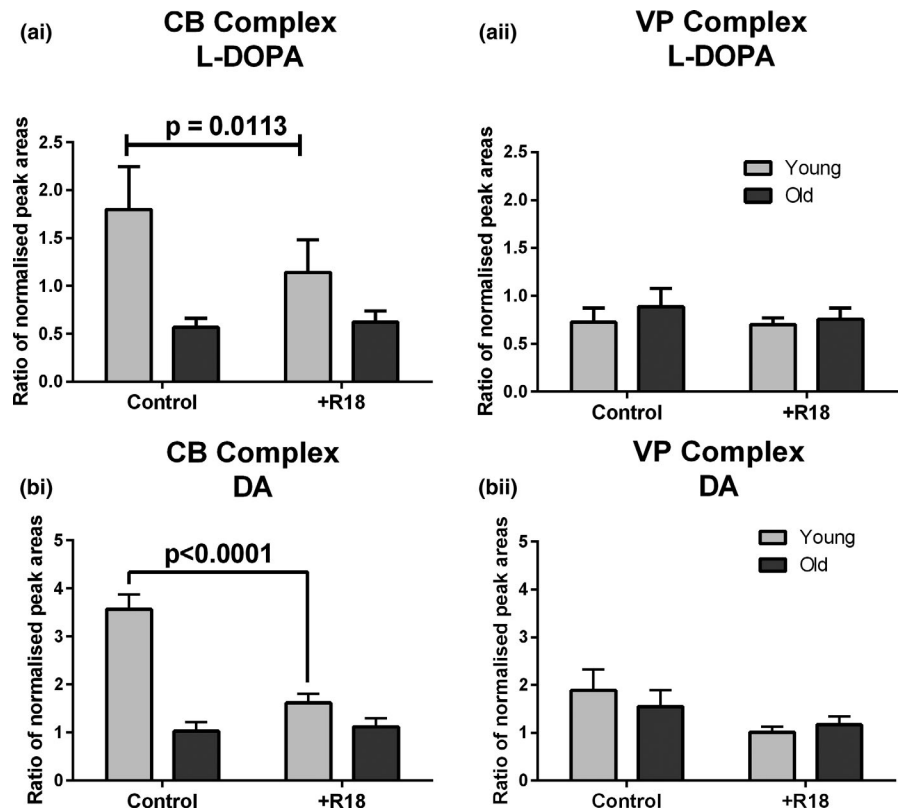 (ai)
CB Complex
L-DOPA
p = 0.0113
Ratio of normalised peak areas
2.5
2.0
1.5
1.0
0.5
0.0
Control
+R18
(aii)
VP Complex
L-DOPA
Ratio of normalised peak areas
2.5
2.0
1.5
1.0
0.5
0.0
Young
Old
Control
+R18
(bi)
CB Complex
DA
p<0.0001
Ratio of normalised peak areas
5
4
3
2
1
0
Control
+R18
(bii)
VP Complex
DA
Ratio of normalised peak areas
5
4
3
2
1
0
Young
Old
Control
+R18